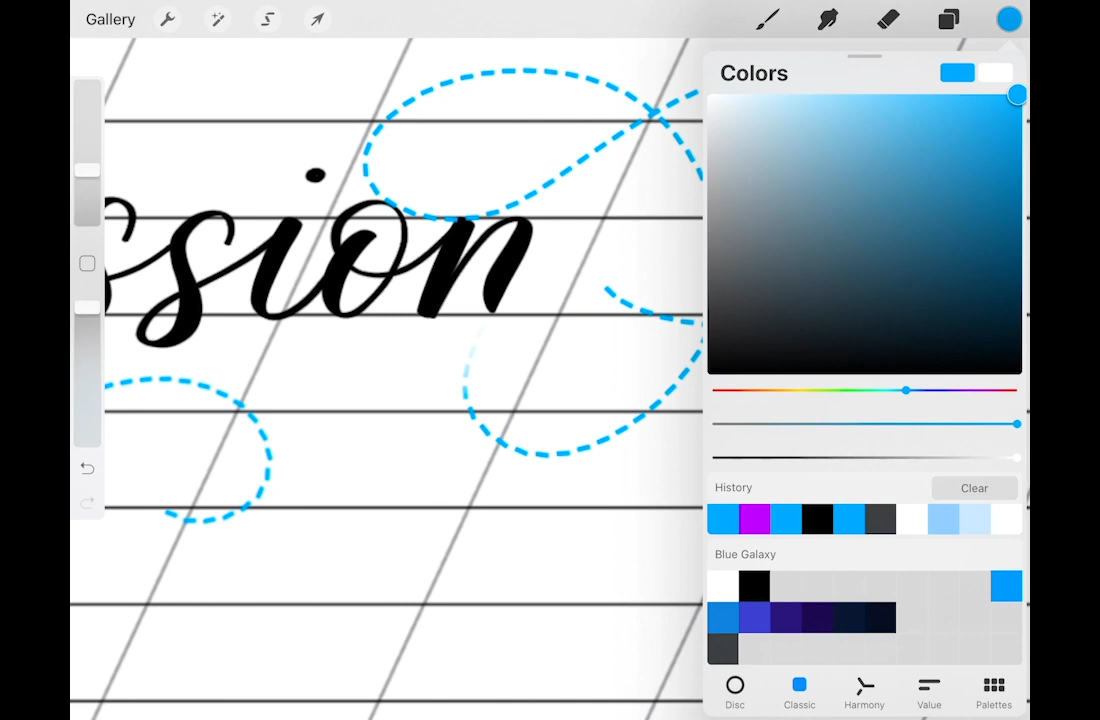 Gallery
Colors
ssion
History
Clear
Blue Galaxy
Disc
Classic
Harmony
Value
Palettes